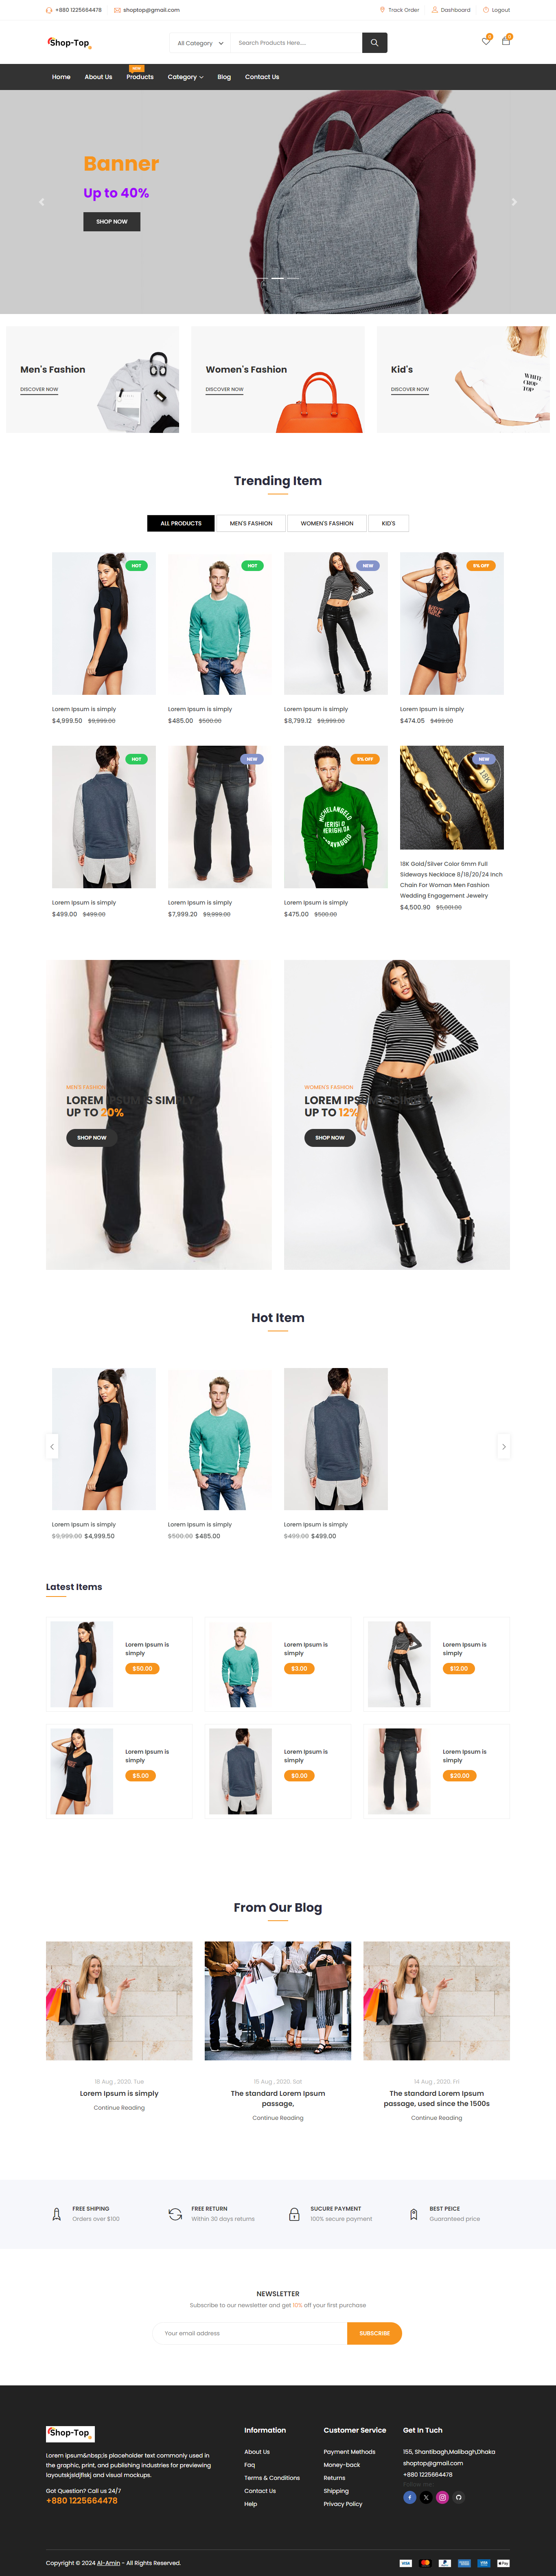 +880 1225664478
shoptop@gmail.com
Track Order
Dashboard
Logout
Shop-Top
All Category
Search Products Here.....
0
0
Home
About Us
Products
NEW
Category
Blog
Contact Us
Banner
Up to 40%
SHOP NOW
Men's Fashion
DISCOVER NOW
Women's Fashion
DISCOVER NOW
Kid's
DISCOVER NOW
WHITE
CROP
TOP
Trending Item
ALL PRODUCTS
MEN'S FASHION
WOMEN'S FASHION
KID'S
HOT
HOT
NEW
5% OFF
Lorem Ipsum is simply
$4,999.50 $9,999.00
Lorem Ipsum is simply
$485.00 $500.00
Lorem Ipsum is simply
$8,799.12 $9,999.00
Lorem Ipsum is simply
$474.05 $499.00
HOT
NEW
5% OFF
NEW
MICHELANGELO
18K
Lorem Ipsum is simply
$499.00 $499.00
Lorem Ipsum is simply
$7,999.20 $9,999.00
Lorem Ipsum is simply
$475.00 $500.00
18K Gold/Silver Color 6mm Full
Sideways Necklace 8/18/20/24 Inch
Chain For Woman Men Fashion
Wedding Engagement Jewelry
$4,500.90 $5,001.00
MEN'S FASHION
LOREM IPSUM IS SIMPLY
UP TO 20%
SHOP NOW
WOMEN'S FASHION
LOREM IPSUM IS SIMPLY
UP TO 12%
SHOP NOW
Hot Item
Lorem Ipsum is simply
$9,999.00 $4,999.50
Lorem Ipsum is simply
$500.00 $485.00
Lorem Ipsum is simply
$499.00 $499.00
Latest Items
Lorem Ipsum is
simply
$50.00
Lorem Ipsum is
simply
$3.00
Lorem Ipsum is
simply
$12.00
Lorem Ipsum is
simply
$5.00
Lorem Ipsum is
simply
$0.00
Lorem Ipsum is
simply
$20.00
From Our Blog
18 Aug , 2020. Tue
Lorem Ipsum is simply
Continue Reading
15 Aug , 2020. Sat
The standard Lorem Ipsum
passage,
Continue Reading
14 Aug , 2020. Fri
The standard Lorem Ipsum
passage, used since the 1500s
Continue Reading
FREE SHIPING
Orders over $100
FREE RETURN
Within 30 days returns
SUCURE PAYMENT
100% secure payment
BEST PEICE
Guaranteed price
NEWSLETTER
Subscribe to our newsletter and get 10% off your first purchase
Your email address
SUBSCRIBE
Shop-Top
Lorem Ipsum&nbsp;is placeholder text commonly used in
the graphic, print, and publishing industries for previewing
layoutskjsldjflskj and visual mockups.
Got Question? Call us 24/7
+880 1225664478
Information
About Us
Faq
Terms & Conditions
Contact Us
Help
Customer Service
Payment Methods
Money-back
Returns
Shipping
Privacy Policy
Get In Tuch
155, Shantibagh,Malibagh,Dhaka
shoptop@gmail.com
+880 1225664478
Copyright © 2024 Al-Amin - All Rights Reserved.